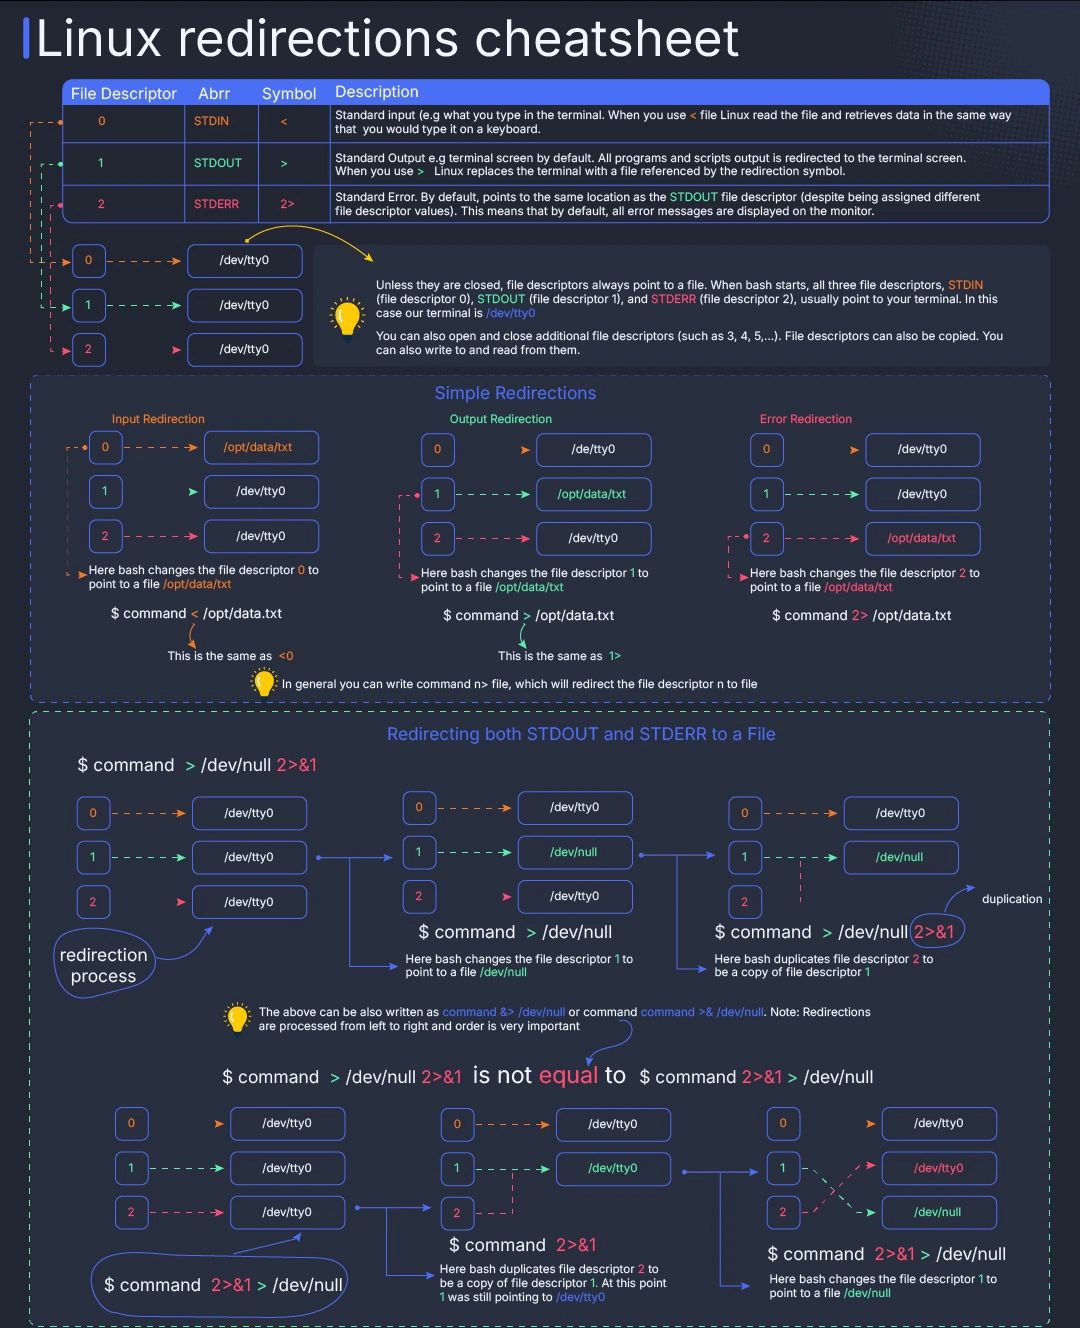 Linux redirections cheatsheet
File Descriptor Abrr Symbol Description
0 STDIN < Standard input (e.g what you type in the terminal. When you use < file Linux read the file and retrieves data in the same way
that you would type it on a keyboard.
1 STDOUT > Standard Output e.g terminal screen by default. All programs and scripts output is redirected to the terminal screen.
When you use > Linux replaces the terminal with a file referenced by the redirection symbol.
2 STDERR 2> Standard Error. By default, points to the same location as the STDOUT file descriptor (despite being assigned different
file descriptor values). This means that by default, all error messages are displayed on the monitor.
0 /dev/tty0
1 /dev/tty0
2 /dev/tty0
Unless they are closed, file descriptors always point to a file. When bash starts, all three file descriptors, STDIN
(file descriptor 0), STDOUT (file descriptor 1), and STDERR (file descriptor 2), usually point to your terminal. In this
case our terminal is /dev/tty0
You can also open and close additional file descriptors (such as 3, 4, 5,...). File descriptors can also be copied. You
can also write to and read from them.
Simple Redirections
Input Redirection
0 /opt/data/txt
1 /dev/tty0
2 /dev/tty0
Here bash changes the file descriptor 0 to
point to a file /opt/data/txt
$ command < /opt/data.txt
This is the same as <0
Output Redirection
0 /de/tty0
1 /opt/data/txt
2 /dev/tty0
Here bash changes the file descriptor 1 to
point to a file /opt/data/txt
$ command > /opt/data.txt
This is the same as 1>
Error Redirection
0 /dev/tty0
1 /dev/tty0
2 /opt/data/txt
Here bash changes the file descriptor 2 to
point to a file /opt/data/txt
$ command 2> /opt/data.txt
In general you can write command n> file, which will redirect the file descriptor n to file
Redirecting both STDOUT and STDERR to a File
$ command > /dev/null 2>&1
0 /dev/tty0
1 /dev/tty0
2 /dev/tty0
redirection
process
0 /dev/tty0
1 /dev/null
2 /dev/tty0
$ command > /dev/null
Here bash changes the file descriptor 1 to
point to a file /dev/null
0 /dev/tty0
1 /dev/null
2
duplication
$ command > /dev/null 2>&1
Here bash duplicates file descriptor 2 to
be a copy of file descriptor 1
The above can be also written as command &> /dev/null or command command >& /dev/null. Note: Redirections
are processed from left to right and order is very important
$ command > /dev/null 2>&1 is not equal to $ command 2>&1 > /dev/null
0 /dev/tty0
1 /dev/tty0
2 /dev/tty0
$ command 2>&1 > /dev/null
0 /dev/tty0
1 /dev/tty0
2
$ command 2>&1
Here bash duplicates file descriptor 2 to
be a copy of file descriptor 1. At this point
1 was still pointing to /dev/tty0
0 /dev/tty0
1 /dev/tty0
2 /dev/null
$ command 2>&1 > /dev/null
Here bash changes the file descriptor 1 to
point to a file /dev/null